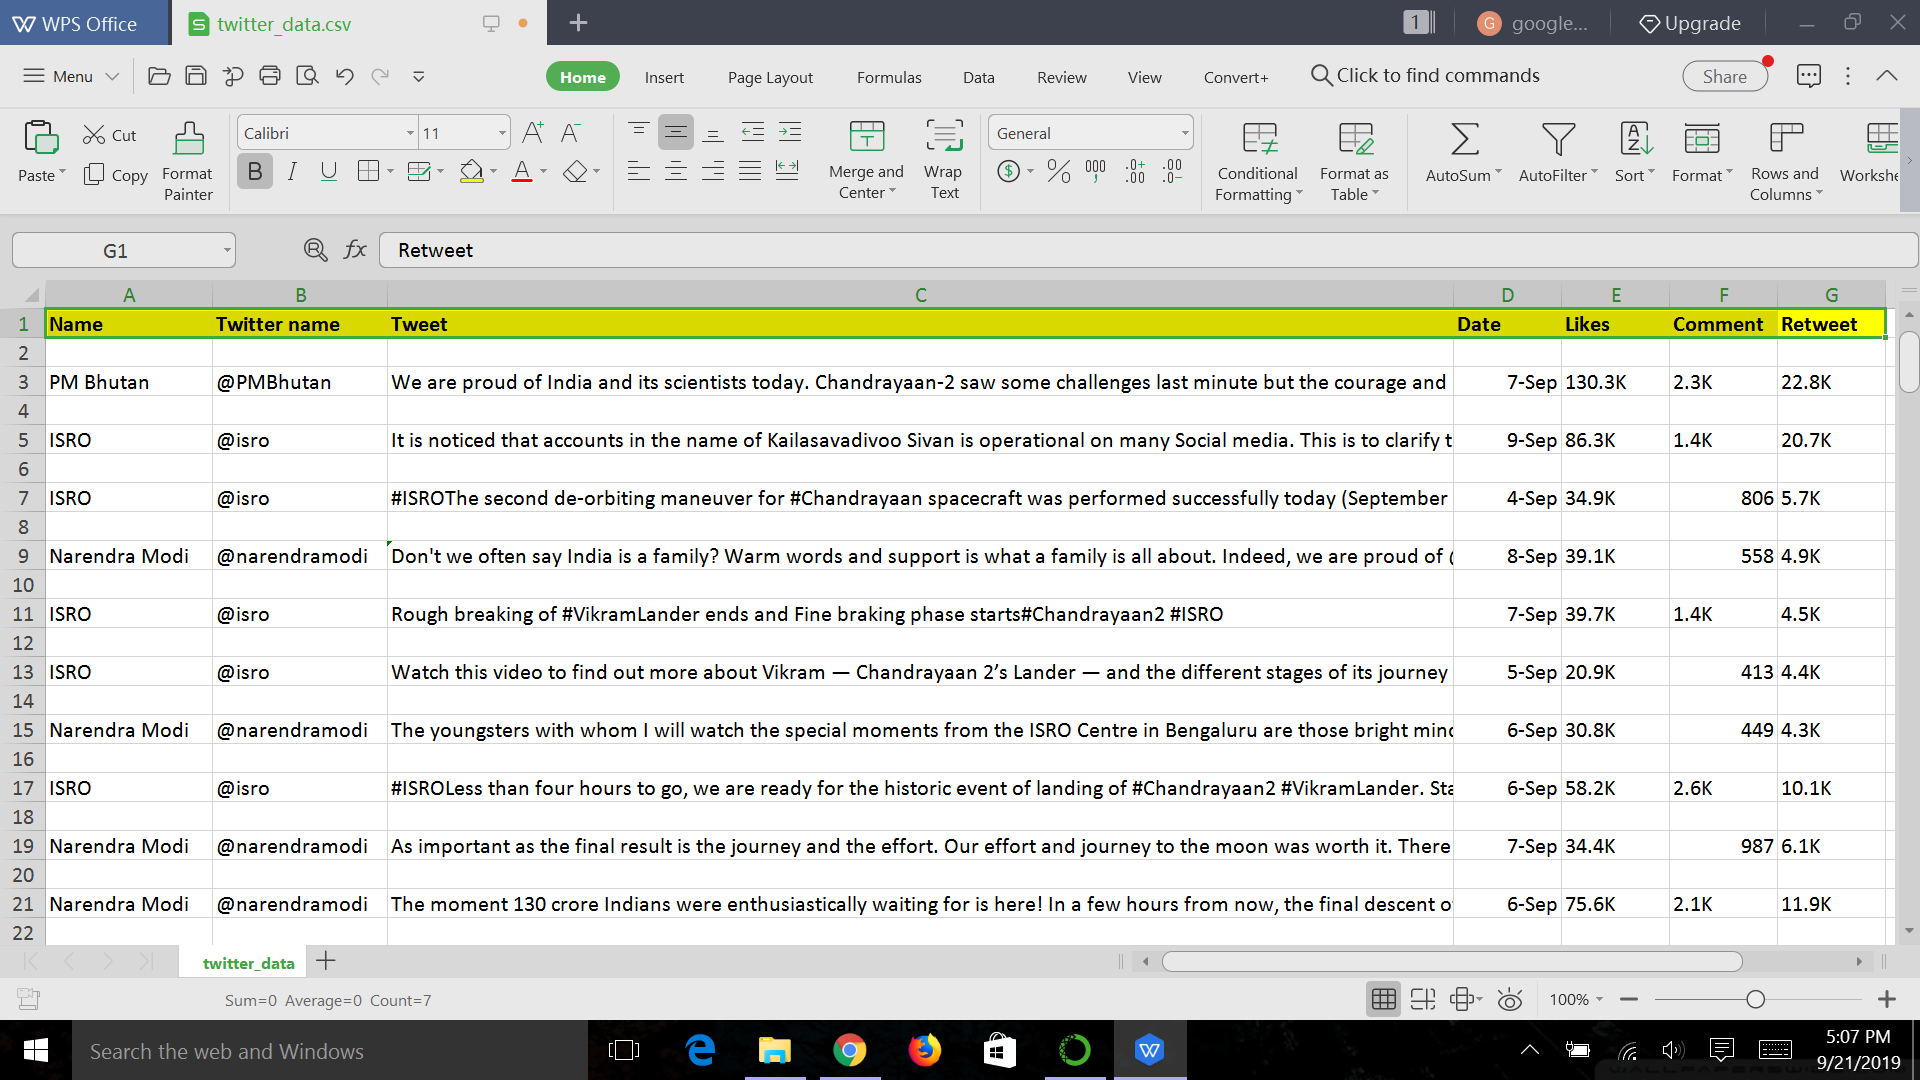 WPS Office
twitter_data.csv
1
google...
Upgrade
Menu
Home
Insert
Page Layout
Formulas
Data
Review
View
Convert+
Click to find commands
Share
Paste
Cut
Copy
Format Painter
Calibri
11
General
Merge and Center
Wrap Text
Conditional Formatting
Format as Table
AutoSum
AutoFilter
Sort
Format
Rows and Columns
Workshe
G1
Retweet
A B C D E F G
1 Name Twitter name Tweet Date Likes Comment Retweet
2
3 PM Bhutan @PMBhutan We are proud of India and its scientists today. Chandrayaan-2 saw some challenges last minute but the courage and 7-Sep 130.3K 2.3K 22.8K
4
5 ISRO @isro It is noticed that accounts in the name of Kailasavadivoo Sivan is operational on many Social media. This is to clarify t 9-Sep 86.3K 1.4K 20.7K
6
7 ISRO @isro #ISROThe second de-orbiting maneuver for #Chandrayaan spacecraft was performed successfully today (September 4-Sep 34.9K 806 5.7K
8
9 Narendra Modi @narendramodi Don't we often say India is a family? Warm words and support is what a family is all about. Indeed, we are proud of 8-Sep 39.1K 558 4.9K
10
11 ISRO @isro Rough breaking of #VikramLander ends and Fine braking phase starts#Chandrayaan2 #ISRO 7-Sep 39.7K 1.4K 4.5K
12
13 ISRO @isro Watch this video to find out more about Vikram — Chandrayaan 2’s Lander — and the different stages of its journey 5-Sep 20.9K 413 4.4K
14
15 Narendra Modi @narendramodi The youngsters with whom I will watch the special moments from the ISRO Centre in Bengaluru are those bright minc 6-Sep 30.8K 449 4.3K
16
17 ISRO @isro #ISROLess than four hours to go, we are ready for the historic event of landing of #Chandrayaan2 #VikramLander. Sta 6-Sep 58.2K 2.6K 10.1K
18
19 Narendra Modi @narendramodi As important as the final result is the journey and the effort. Our effort and journey to the moon was worth it. There 7-Sep 34.4K 987 6.1K
20
21 Narendra Modi @narendramodi The moment 130 crore Indians were enthusiastically waiting for is here! In a few hours from now, the final descent o 6-Sep 75.6K 2.1K 11.9K
22
twitter_data
Sum=0 Average=0 Count=7
100%
Search the web and Windows
5:07 PM
9/21/2019